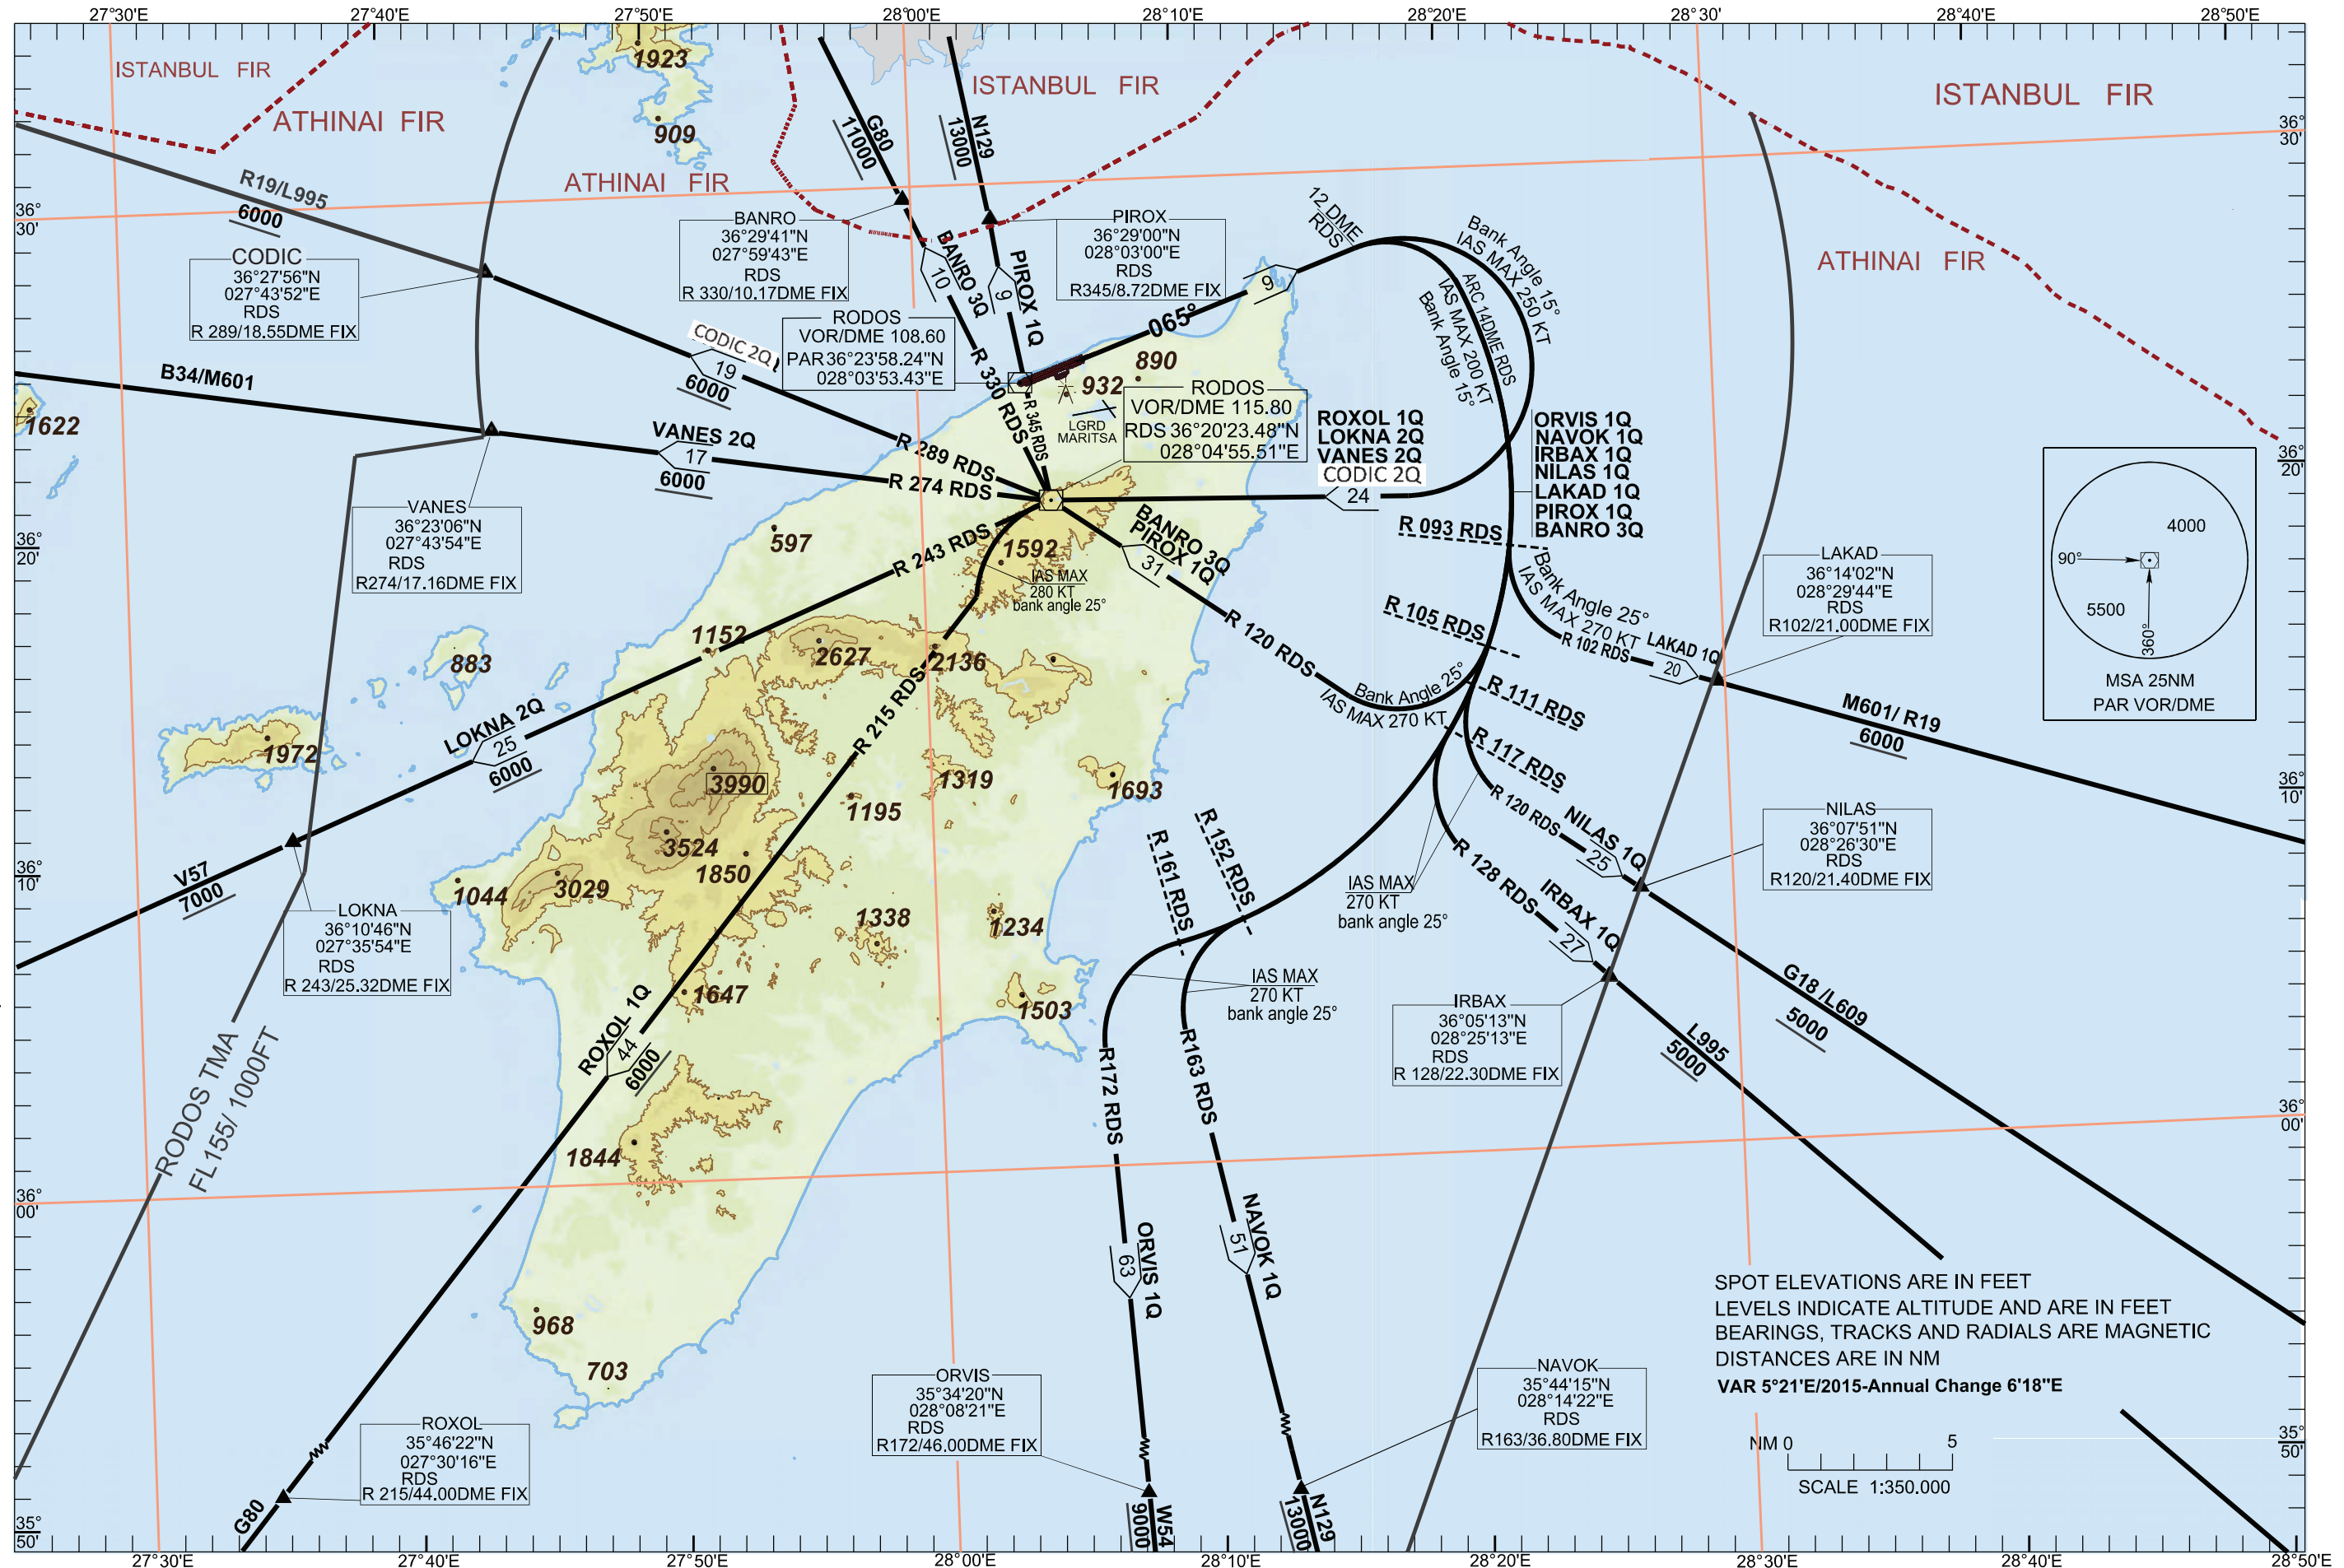 27°30'E
27°40'E
27°50'E
28°00'E
28°10'E
28°20'E
28°30'E
28°40'E
28°50'E
ISTANBUL FIR
ATHINAI FIR
1923
909
ATHINAI FIR
G80
11000
N129
13000
ISTANBUL FIR
ISTANBUL FIR
ATHINAI FIR
36°
30'
36°
30'
R19/L995
6000
CODIC
36°27'56"N
027°43'52"E
RDS
R 289/18.55DME FIX
BANRO
36°29'41"N
027°59'43"E
RDS
R 330/10.17DME FIX
PIROX
36°29'00"N
028°03'00"E
RDS
R345/8.72DME FIX
BANRO 3Q
10
PIROX 1Q
9
12 DME
RDS
Bank Angle 15°
IAS MAX 250 KT
ARC 14DME RDS
IAS MAX 200 KT
Bank Angle 15°
9
065°
RODOS
VOR/DME 108.60
PAR 36°23'58.24"N
028°03'53.43"E
890
932
LGRD
MARITSA
RODOS
VOR/DME 115.80
RDS 36°20'23.48"N
028°04'55.51"E
CODIC 2Q
19
6000
B34/M601
1622
VANES 2Q
17
6000
R 330 RDS
R 345 RDS
R 289 RDS
R 274 RDS
ROXOL 1Q
LOKNA 2Q
VANES 2Q
CODIC 2Q
24
ORVIS 1Q
NAVOK 1Q
IRBAX 1Q
NILAS 1Q
LAKAD 1Q
PIROX 1Q
BANRO 3Q
36°
20'
36°
20'
VANES
36°23'06"N
027°43'54"E
RDS
R274/17.16DME FIX
597
R 243 RDS
1592
IAS MAX
280 KT
bank angle 25°
BANRO 3Q
PIROX 1Q
31
R 120 RDS
R 093 RDS
Bank Angle 25°
IAS MAX 270 KT
R 105 RDS
R 102 RDS
LAKAD 1Q
20
LAKAD
36°14'02"N
028°29'44"E
RDS
R102/21.00DME FIX
4000
90°
5500
360°
MSA 25NM
PAR VOR/DME
M601/ R19
6000
883
1152
2627
2136
R 215 RDS
1972
LOKNA 2Q
25
6000
Bank Angle 25°
IAS MAX 270 KT
R 111 RDS
R 117 RDS
R 120 RDS
NILAS 1Q
25
3990
1319
1693
1195
3524
1850
3029
1044
1338
1234
1503
1647
36°
10'
36°
10'
V57
7000
LOKNA
36°10'46"N
027°35'54"E
RDS
R 243/25.32DME FIX
R 161 RDS
R 152 RDS
IAS MAX
270 KT
bank angle 25°
R 128 RDS
IRBAX 1Q
27
NILAS
36°07'51"N
028°26'30"E
RDS
R120/21.40DME FIX
IAS MAX
270 KT
bank angle 25°
IRBAX
36°05'13"N
028°25'13"E
RDS
R 128/22.30DME FIX
G18 /L609
5000
L995
5000
ROXOL 1Q
44
6000
R172 RDS
R163 RDS
RODOS TMA
FL155/ 1000FT
1844
36°
00'
36°
00'
ORVIS 1Q
63
NAVOK 1Q
51
968
703
SPOT ELEVATIONS ARE IN FEET
LEVELS INDICATE ALTITUDE AND ARE IN FEET
BEARINGS, TRACKS AND RADIALS ARE MAGNETIC
DISTANCES ARE IN NM
VAR 5°21'E/2015-Annual Change 6'18"E
NM 0
5
SCALE 1:350.000
ROXOL
35°46'22"N
027°30'16"E
RDS
R 215/44.00DME FIX
ORVIS
35°34'20"N
028°08'21"E
RDS
R172/46.00DME FIX
NAVOK
35°44'15"N
028°14'22"E
RDS
R163/36.80DME FIX
G80
W54
9000
N129
13000
35°
50'
35°
50'
27°30'E
27°40'E
27°50'E
28°00'E
28°10'E
28°20'E
28°30'E
28°40'E
28°50'E